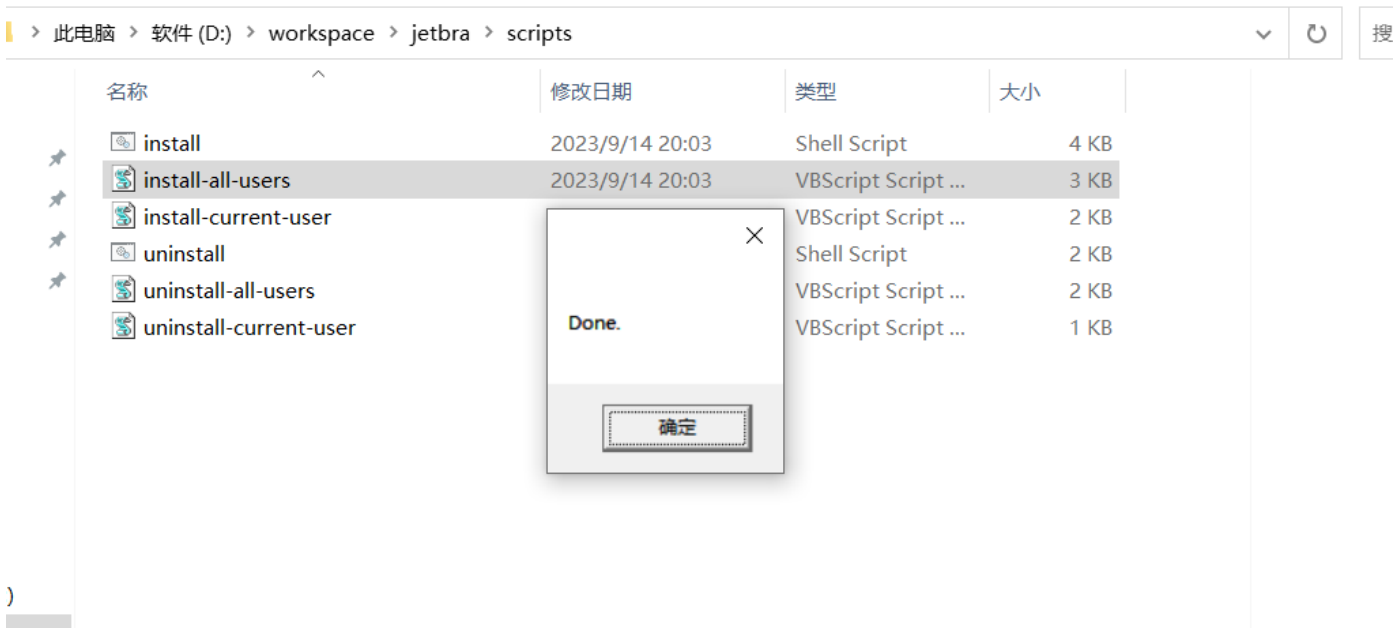 此电脑 > 软件 (D:) > workspace > jetbra > scripts 搜
名称 修改日期 类型 大小
install 2023/9/14 20:03 Shell Script 4 KB
install-all-users 2023/9/14 20:03 VBScript Script ... 3 KB
install-current-user VBScript Script ... 2 KB
uninstall Shell Script 2 KB
uninstall-all-users VBScript Script ... 2 KB
uninstall-current-user VBScript Script ... 1 KB
Done.
确定
)